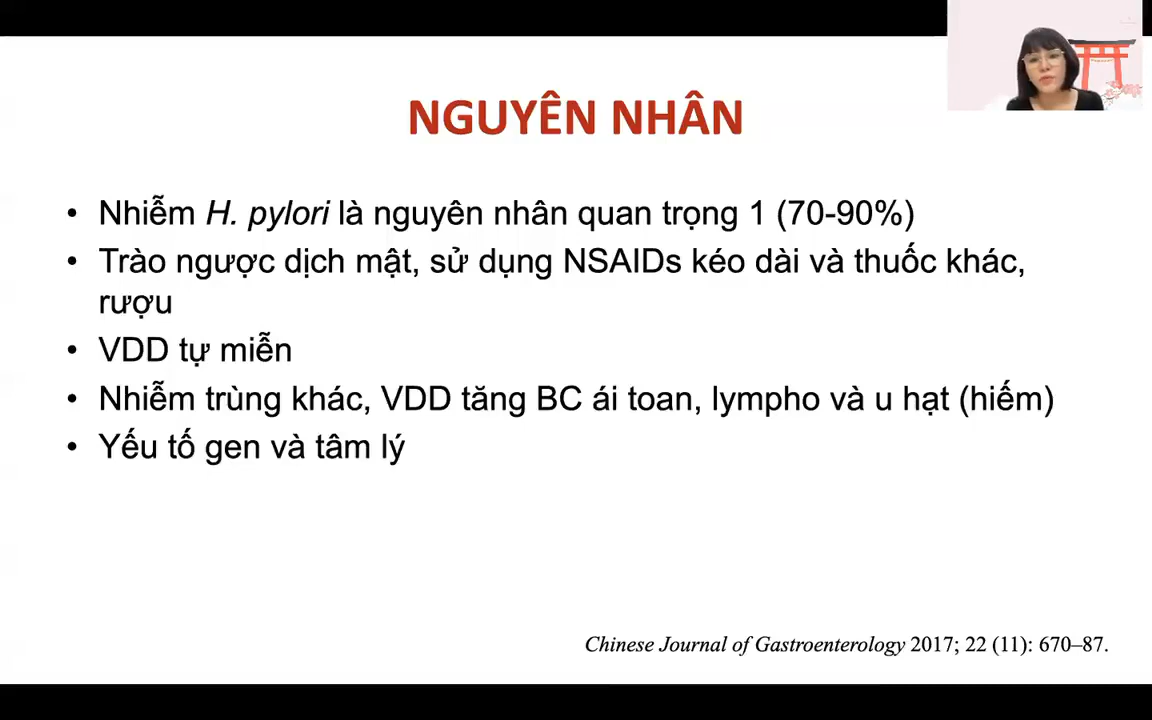 NGUYÊN NHÂN
• Nhiễm H. pylori là nguyên nhân quan trọng 1 (70-90%)
• Trào ngược dịch mật, sử dụng NSAIDs kéo dài và thuốc khác,
rượu
• VDD tự miễn
• Nhiễm trùng khác, VDD tăng BC ái toan, lympho và u hạt (hiếm)
• Yếu tố gen và tâm lý
Chinese Journal of Gastroenterology 2017; 22 (11): 670–87.